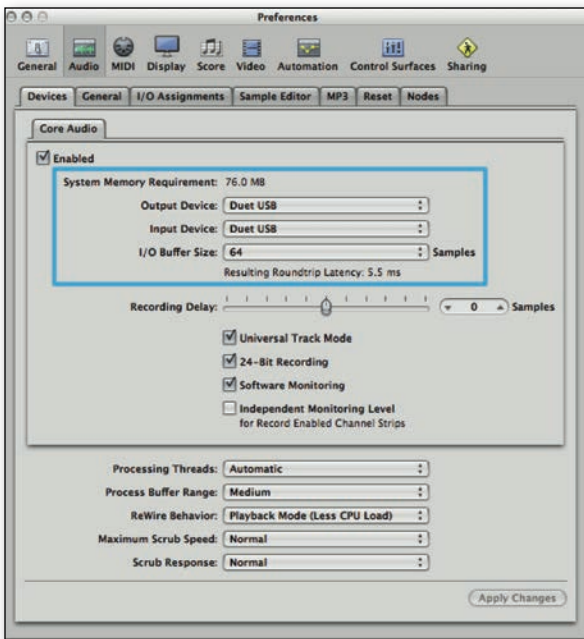 Preferences
General Audio MIDI Display Score Video Automation Control Surfaces Sharing
Devices General I/O Assignments Sample Editor MP3 Reset Nodes
Core Audio
Enabled
System Memory Requirement: 76.0 MB
Output Device: Duet USB
Input Device: Duet USB
I/O Buffer Size: 64 Samples
Resulting Roundtrip Latency: 5.5 ms
Recording Delay: 0 Samples
Universal Track Mode
24-Bit Recording
Software Monitoring
Independent Monitoring Level
for Record Enabled Channel Strips
Processing Threads: Automatic
Process Buffer Range: Medium
ReWire Behavior: Playback Mode (Less CPU Load)
Maximum Scrub Speed: Normal
Scrub Response: Normal
Apply Changes